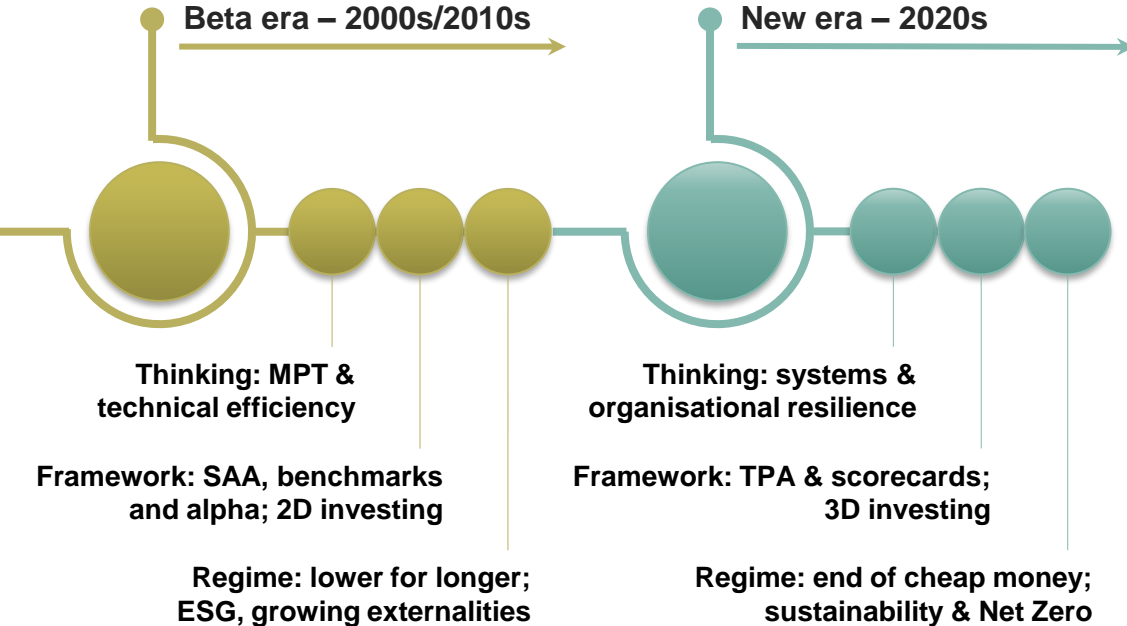 Beta era – 2000s/2010s
New era – 2020s
Thinking: MPT &
technical efficiency
Framework: SAA, benchmarks
and alpha; 2D investing
Regime: lower for longer;
ESG, growing externalities
Thinking: systems &
organisational resilience
Framework: TPA & scorecards;
3D investing
Regime: end of cheap money;
sustainability & Net Zero